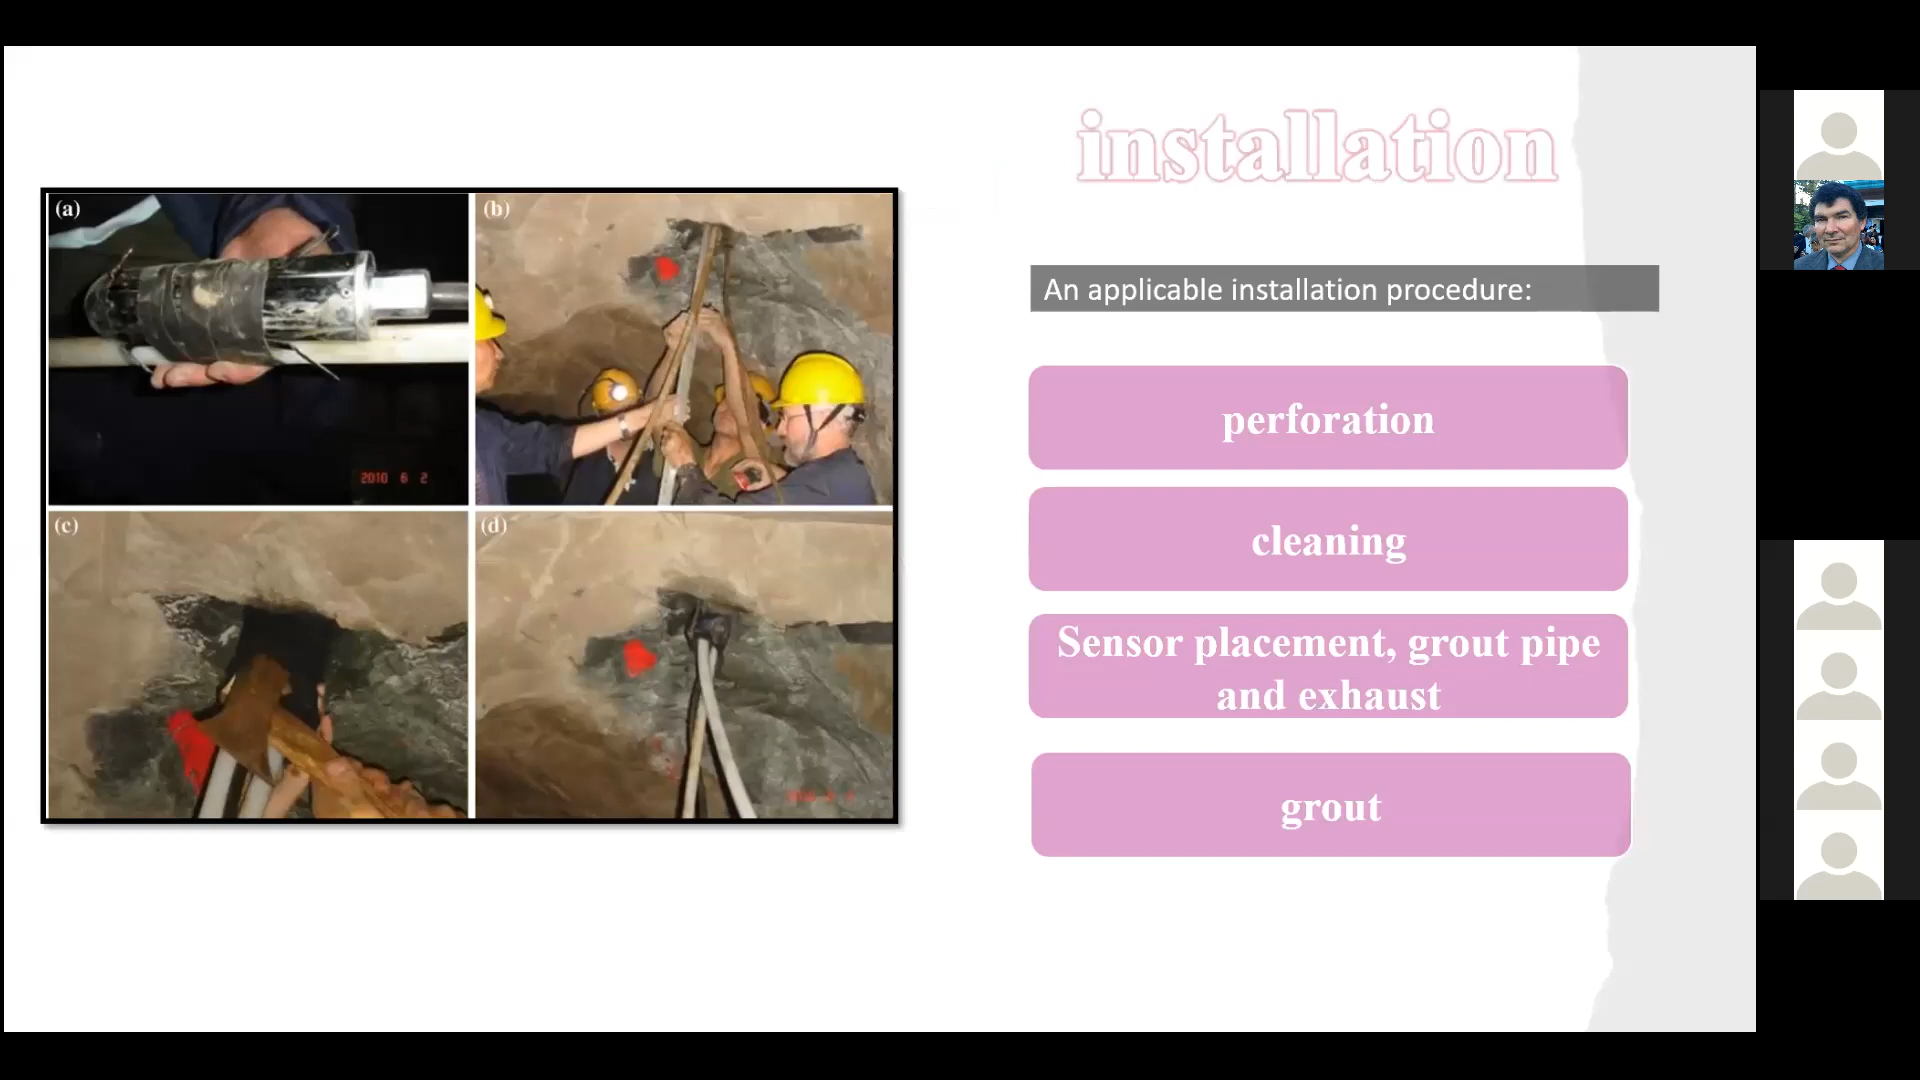 installation
An applicable installation procedure:
perforation
cleaning
Sensor placement, grout pipe
and exhaust
grout
(a)
(b)
2010 6 2
(c)
(d)